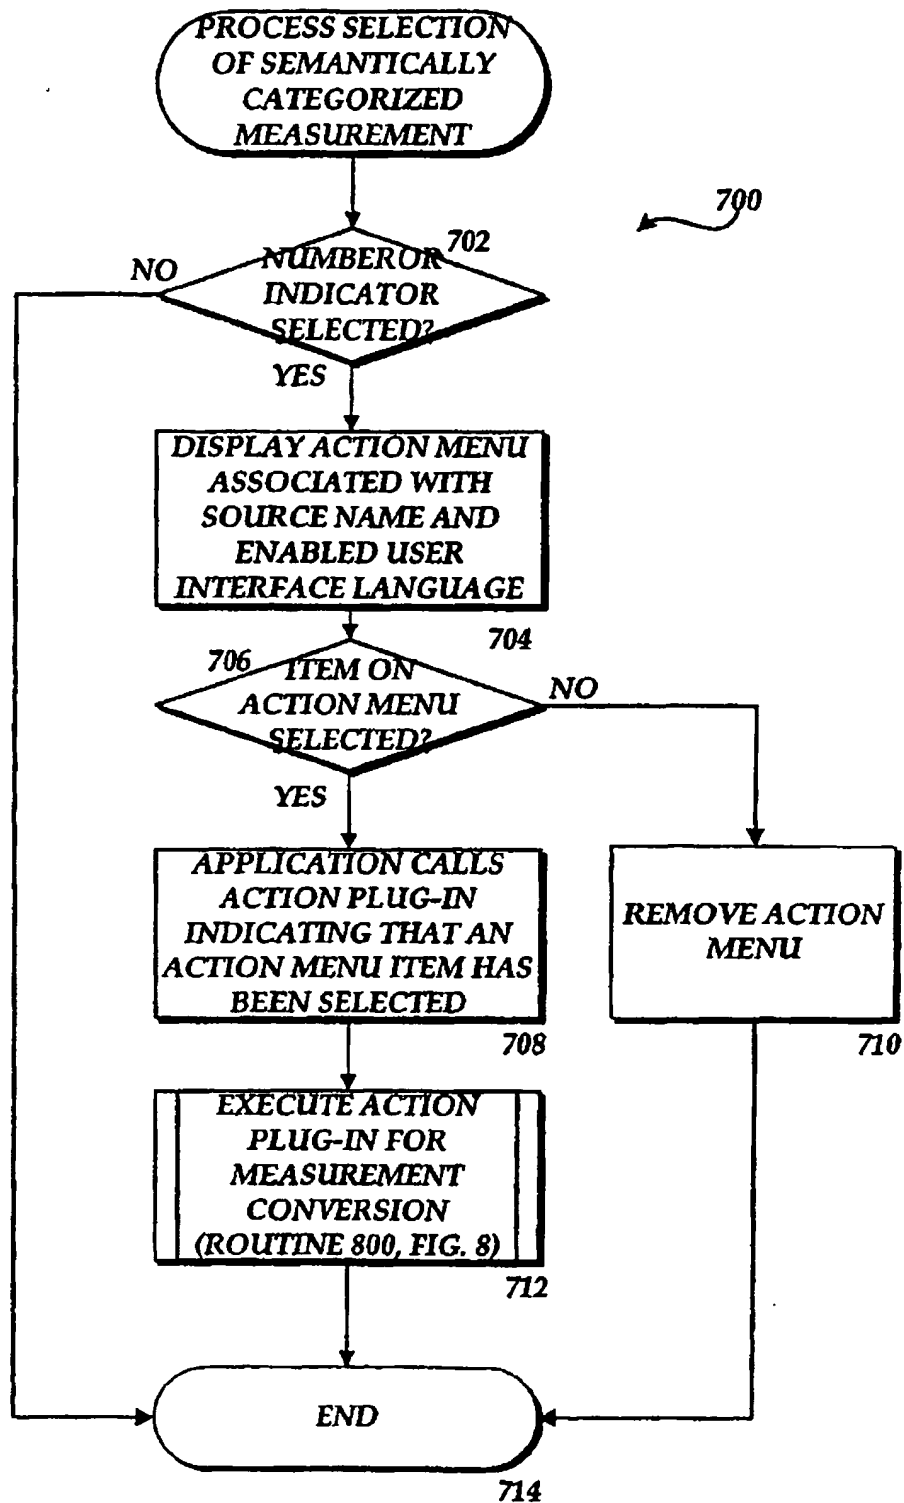 PROCESS SELECTION
OF SEMANTICALLY
CATEGORIZED
MEASUREMENT
700
702
NO
NUMBEROR
INDICATOR
SELECTED?
YES
DISPLAY ACTION MENU
ASSOCIATED WITH
SOURCE NAME AND
ENABLED USER
INTERFACE LANGUAGE
704
706
ITEM ON
ACTION MENU
SELECTED?
NO
YES
APPLICATION CALLS
ACTION PLUG-IN
INDICATING THAT AN
ACTION MENU ITEM HAS
BEEN SELECTED
708
REMOVE ACTION
MENU
710
EXECUTE ACTION
PLUG-IN FOR
MEASUREMENT
CONVERSION
(ROUTINE 800, FIG. 8)
712
END
714